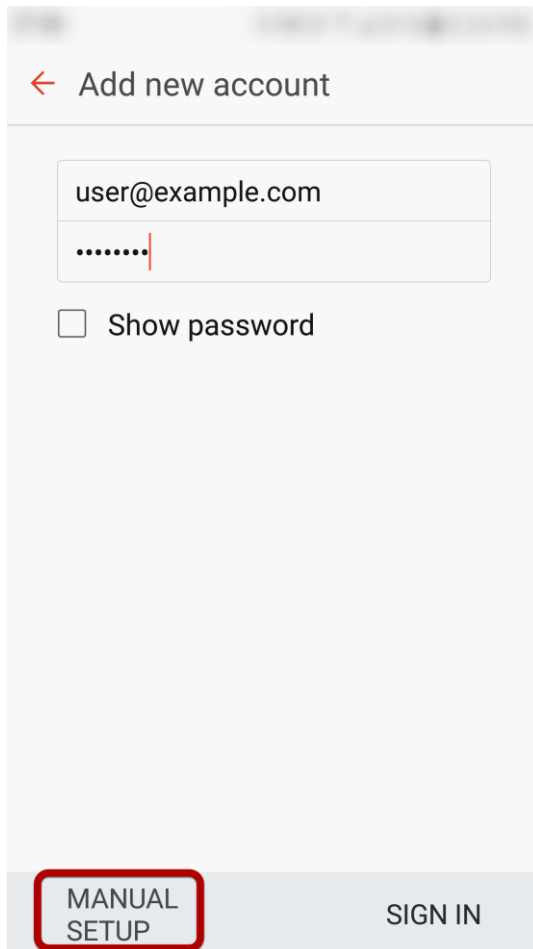 Add new account
user@example.com
••••••••
Show password
MANUAL
SETUP
SIGN IN